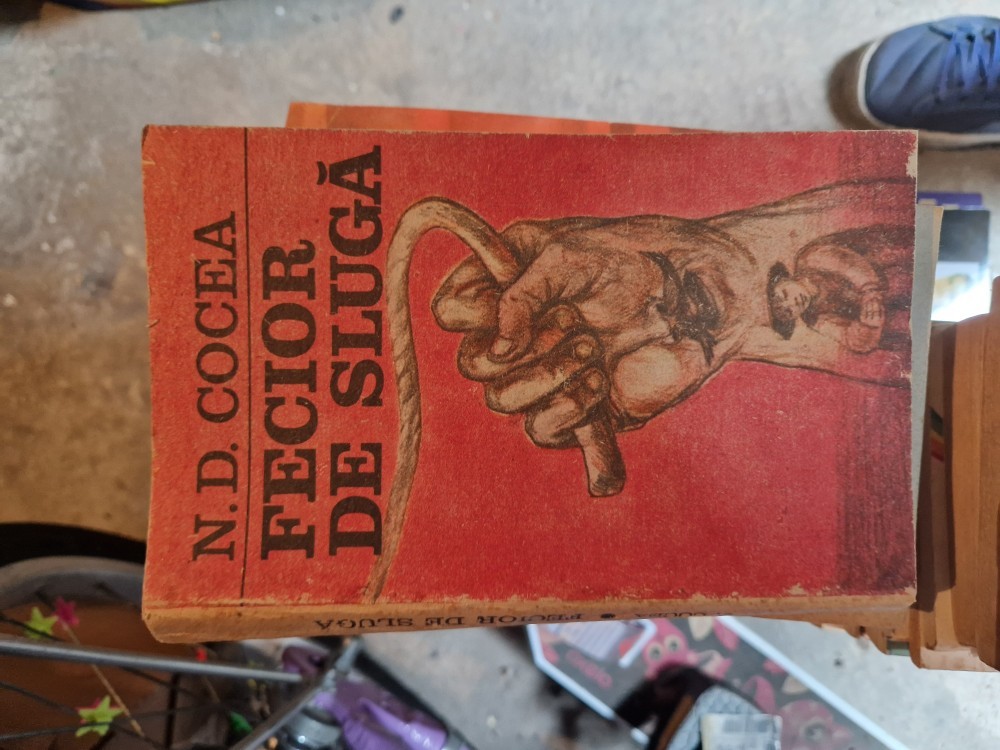 N. D. COCEA
FECIOR
DE SLUGĂ
COCEA • FECIOR DE SLUGĂ